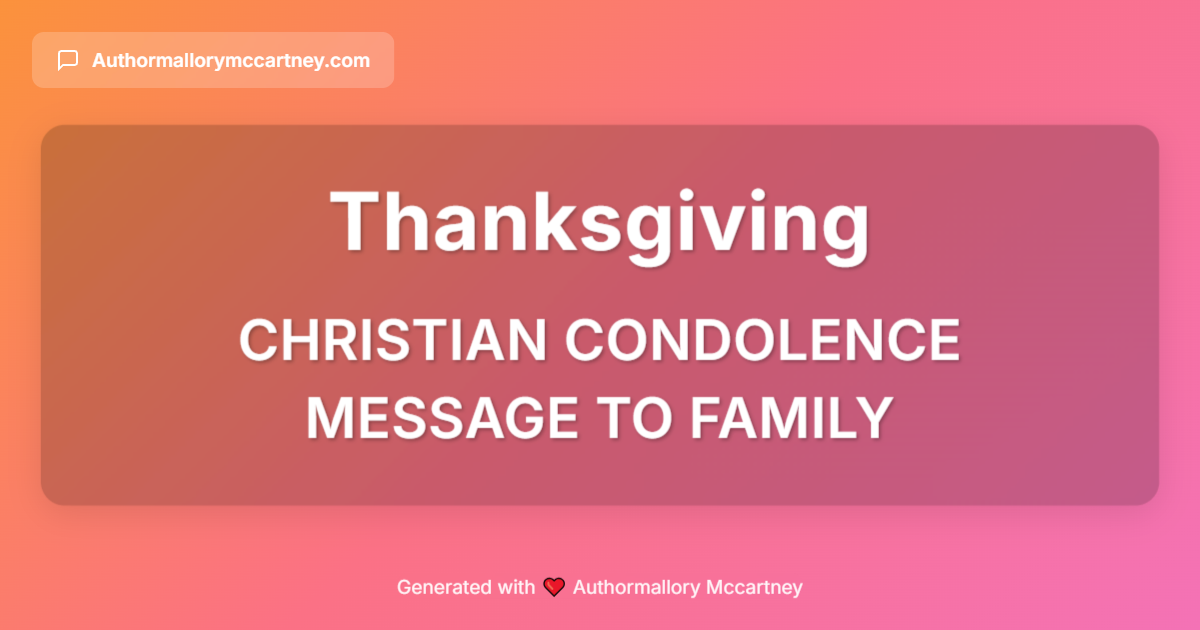 Authormallorymccartney.com
Thanksgiving
CHRISTIAN CONDOLENCE
MESSAGE TO FAMILY
Generated with ❤️ Authormallory Mccartney